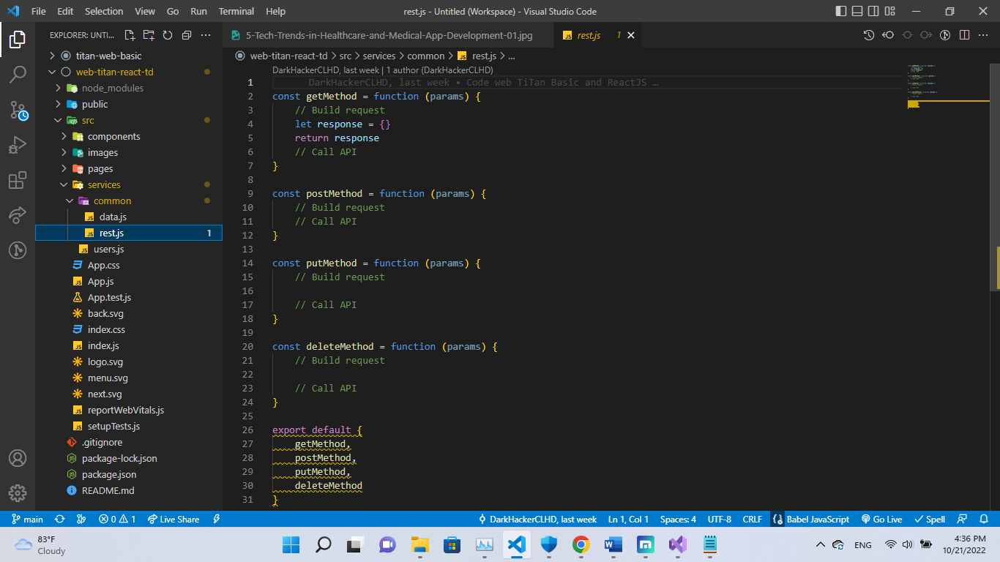 File Edit Selection View Go Run Terminal Help
rest.js - Untitled (Workspace) - Visual Studio Code
EXPLORER: UNTI...
titan-web-basic
web-titan-react-td
node_modules
public
src
components
images
pages
services
common
data.js
rest.js 1
users.js
App.css
App.js
App.test.js
back.svg
index.css
index.js
logo.svg
menu.svg
next.svg
reportWebVitals.js
setupTests.js
.gitignore
package-lock.json
package.json
README.md
5-Tech-Trends-in-Healthcare-and-Medical-App-Development-01.jpg
rest.js 1
web-titan-react-td > src > services > common > rest.js > ...
DarkHackerCLHD, last week | 1 author (DarkHackerCLHD)
1 DarkHackerCLHD, last week • Code web TiTan Basic and ReactJS …
2 const getMethod = function (params) {
3 // Build request
4 let response = {}
5 return response
6 // Call API
7 }
8
9 const postMethod = function (params) {
10 // Build request
11 // Call API
12 }
13
14 const putMethod = function (params) {
15 // Build request
16
17 // Call API
18 }
19
20 const deleteMethod = function (params) {
21 // Build request
22
23 // Call API
24 }
25
26 export default {
27 getMethod,
28 postMethod,
29 putMethod,
30 deleteMethod
31 }
main 0 1 Live Share DarkHackerCLHD, last week Ln 1, Col 1 Spaces: 4 UTF-8 CRLF Babel JavaScript Go Live Spell
83°F
Cloudy
ENG
4:36 PM
10/21/2022